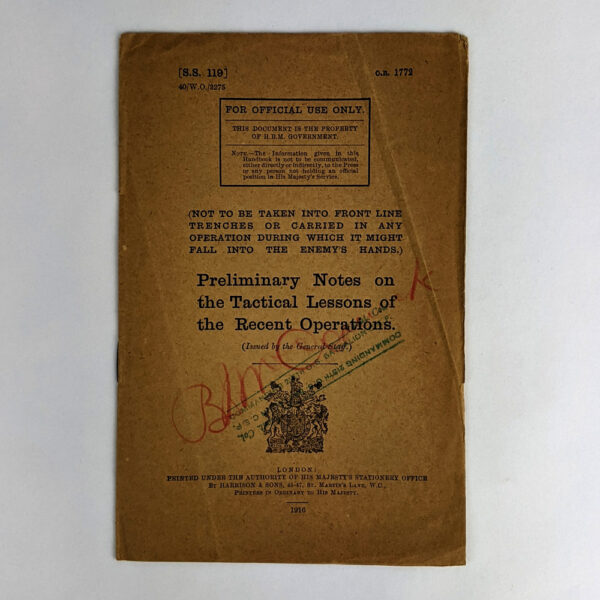 [S.S. 119]
O.B. 1772
40/W.O./3275
FOR OFFICIAL USE ONLY.
THIS DOCUMENT IS THE PROPERTY
OF H.B.M. GOVERNMENT.
NOTE.—The Information given in this
Handbook is not to be communicated,
either directly or indirectly, to the Press
or any person not holding an official
position in His Majesty's Service.
(NOT TO BE TAKEN INTO FRONT LINE
TRENCHES OR CARRIED IN ANY
OPERATION DURING WHICH IT MIGHT
FALL INTO THE ENEMY'S HANDS.)
Preliminary Notes on
the Tactical Lessons of
the Recent Operations.
(Issued by the General Staff.)
COMMANDING
Lt. Col.
LONDON:
PRINTED UNDER THE AUTHORITY OF HIS MAJESTY'S STATIONERY OFFICE
BY HARRISON & SONS, 45-47, ST. MARTIN'S LANE, W.C.,
PRINTERS IN ORDINARY TO HIS MAJESTY.
1916